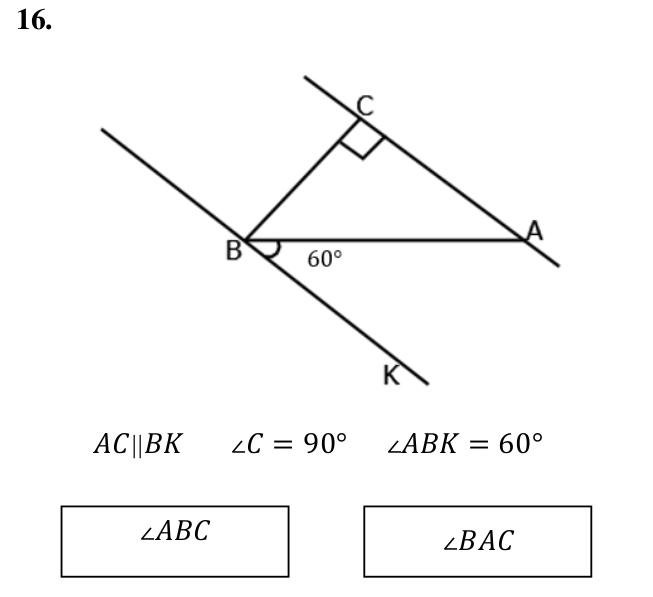 16.
C
A
B
60°
K
AC||BK ∠C = 90° ∠ABK = 60°
∠ABC
∠BAC